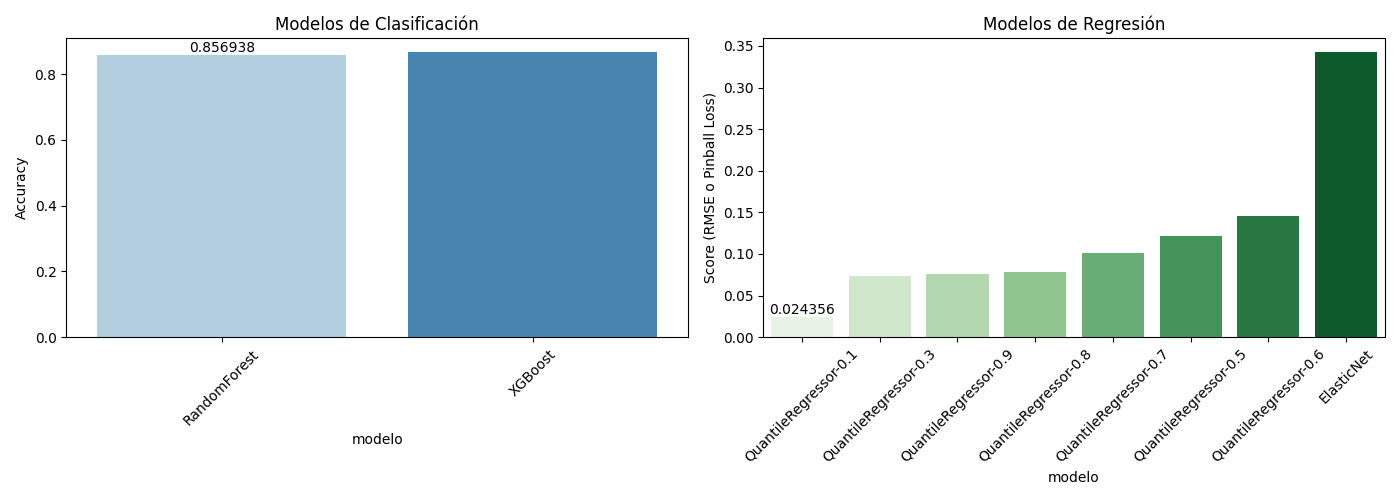 Modelos de Clasificación
0.856938
0.8
0.6
0.4
0.2
0.0
Accuracy
RandomForest
XGBoost
modelo
Modelos de Regresión
0.35
0.30
0.25
0.20
0.15
0.10
0.05
0.00
Score (RMSE o Pinball Loss)
0.024356
QuantileRegressor-0.1
QuantileRegressor-0.3
QuantileRegressor-0.9
QuantileRegressor-0.8
QuantileRegressor-0.7
QuantileRegressor-0.5
QuantileRegressor-0.6
ElasticNet
modelo